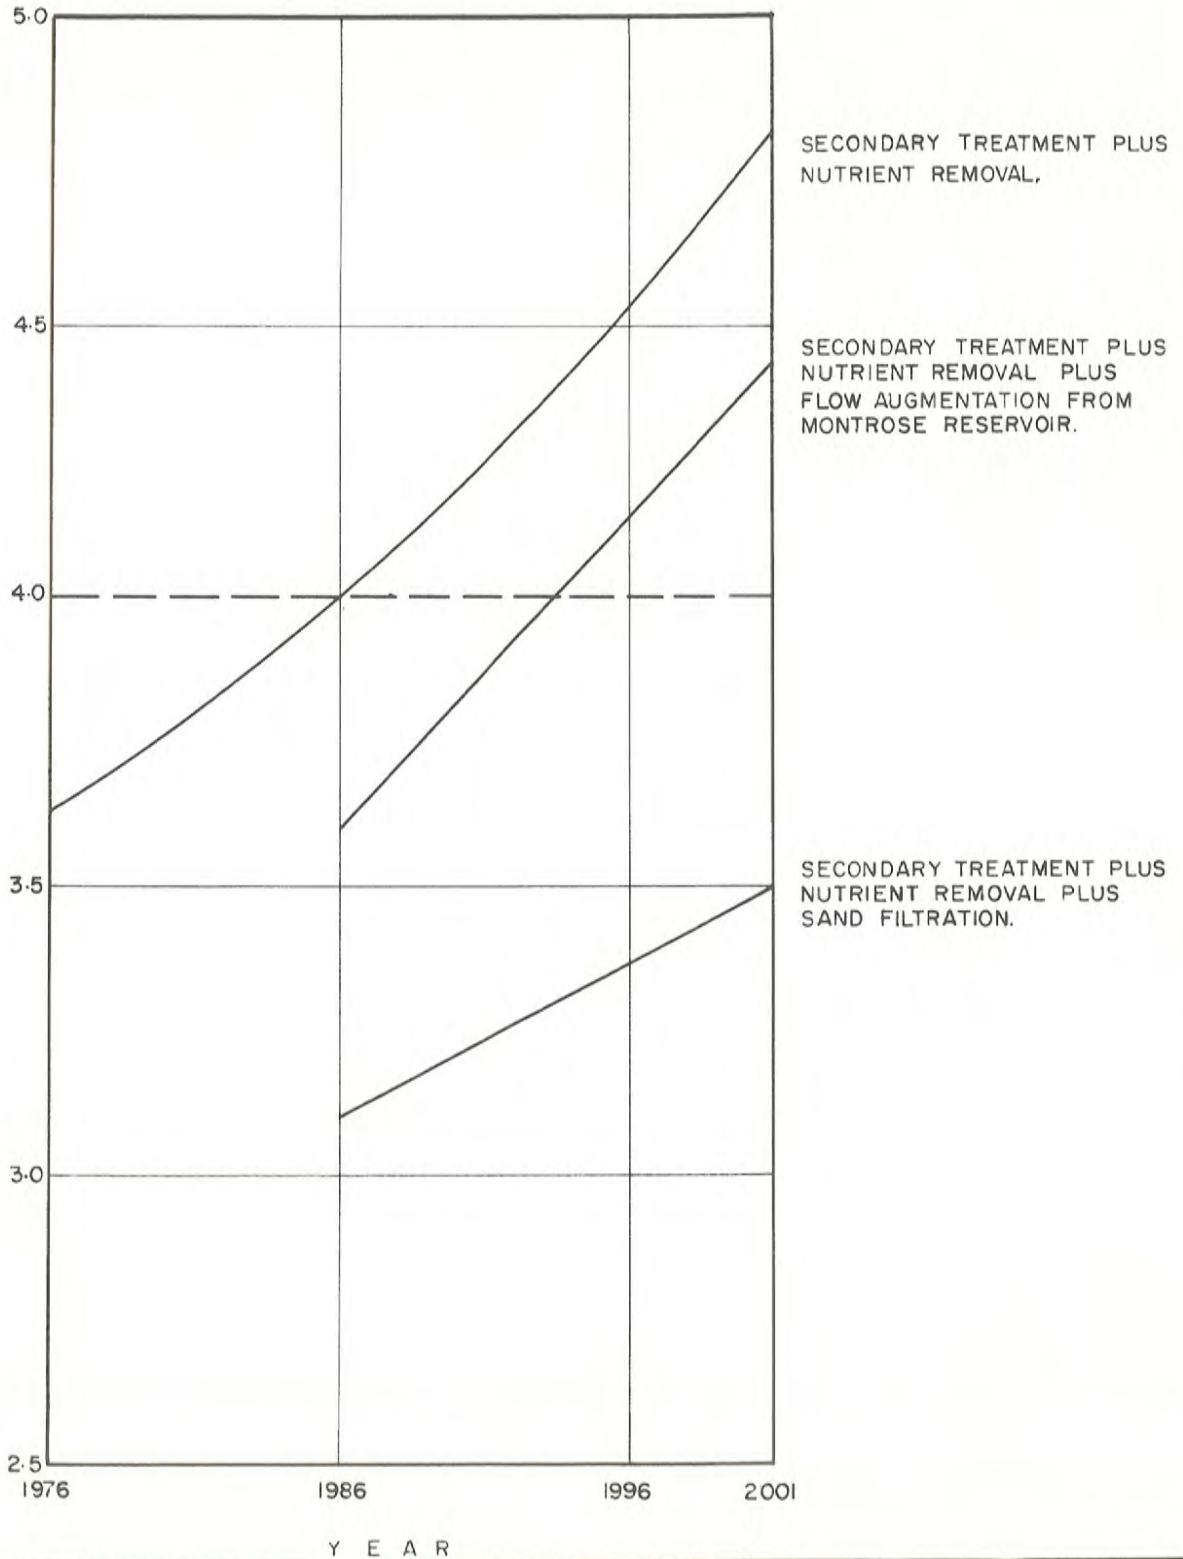 5.0
SECONDARY TREATMENT PLUS
NUTRIENT REMOVAL,
4.5
SECONDARY TREATMENT PLUS
NUTRIENT REMOVAL PLUS
FLOW AUGMENTATION FROM
MONTROSE RESERVOIR.
4.0
3.5
SECONDARY TREATMENT PLUS
NUTRIENT REMOVAL PLUS
SAND FILTRATION.
3.0
2.5
1976 1986 1996 2001
YEAR